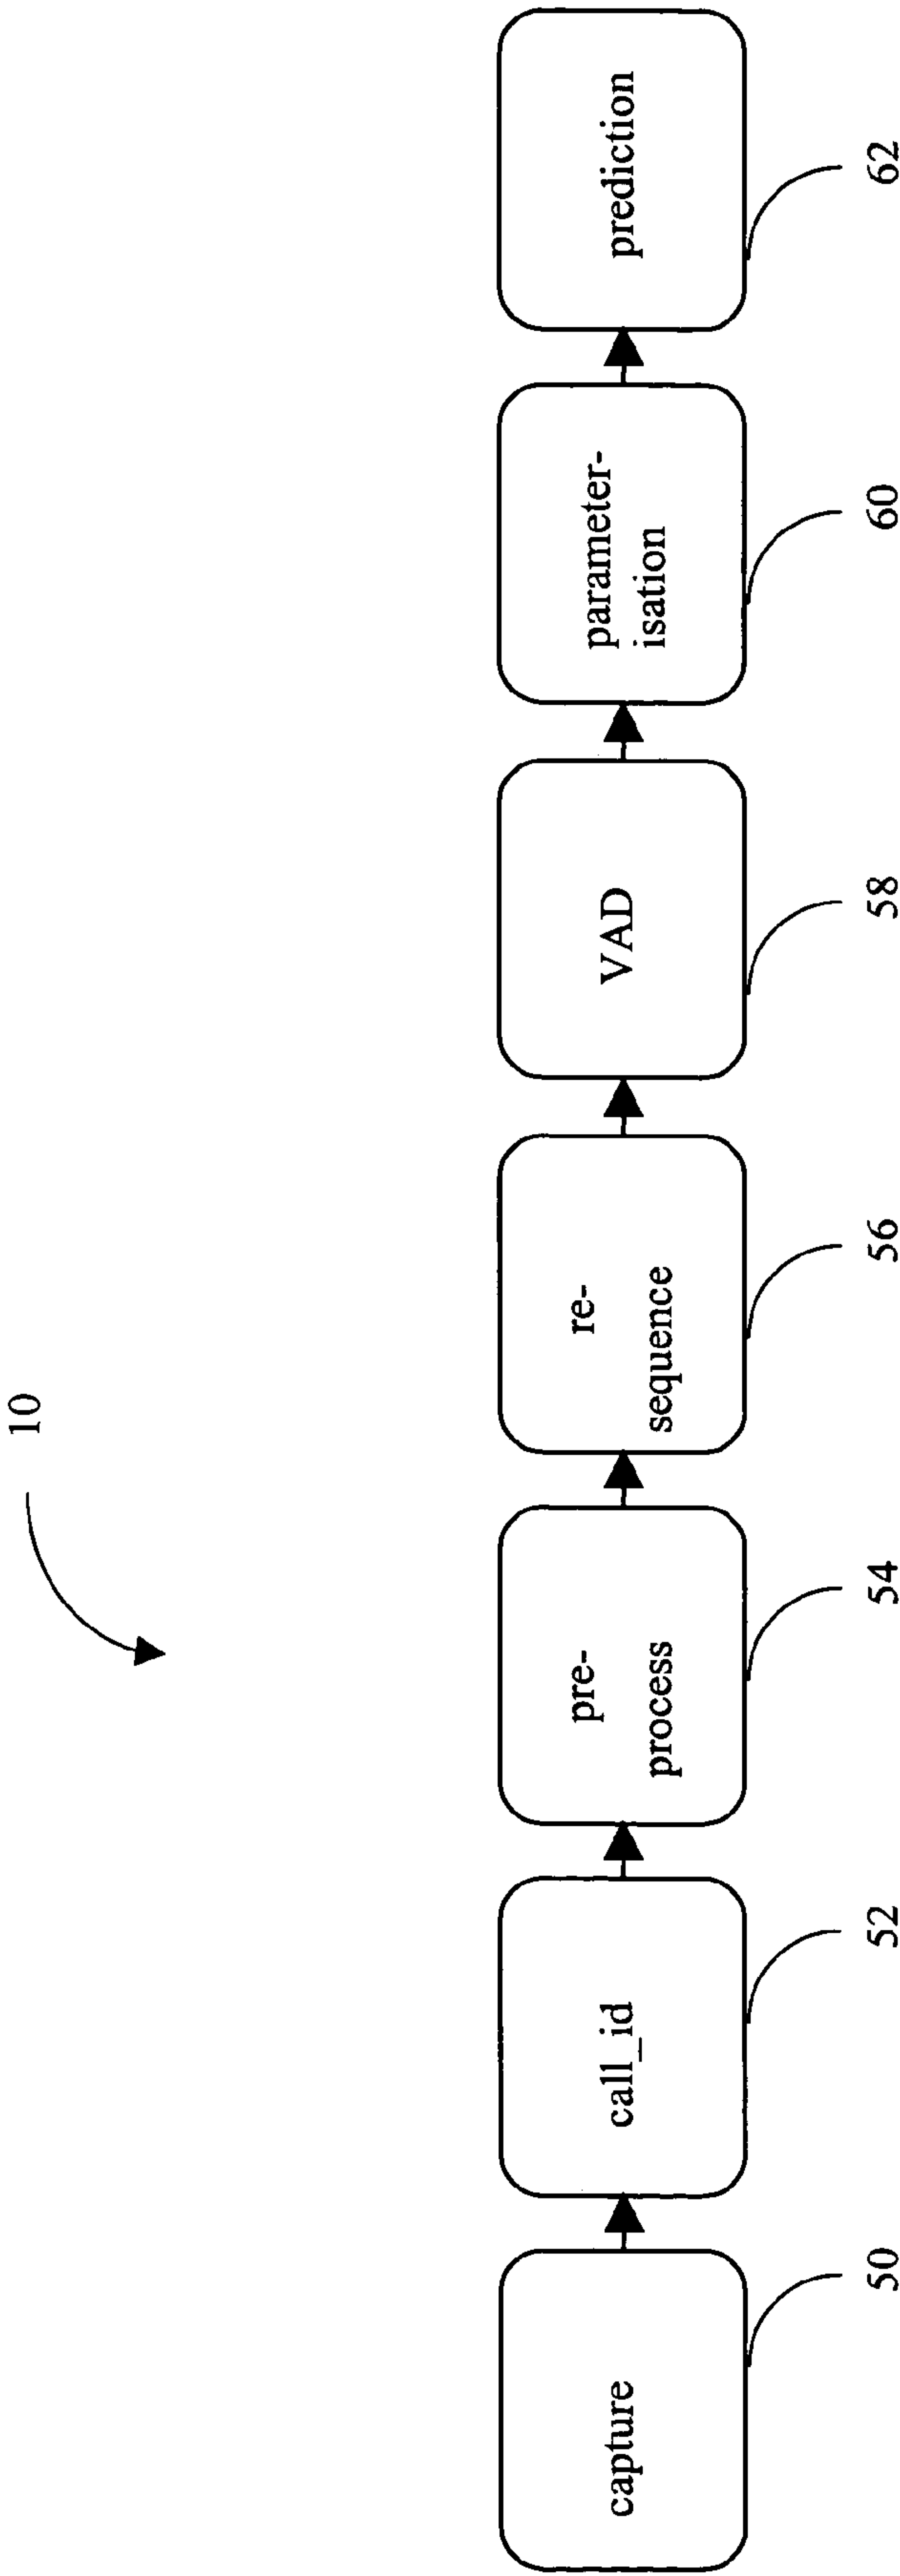 10
capture
call_id
pre-
process
re-
sequence
VAD
parameter-
isation
prediction
50
52
54
56
58
60
62